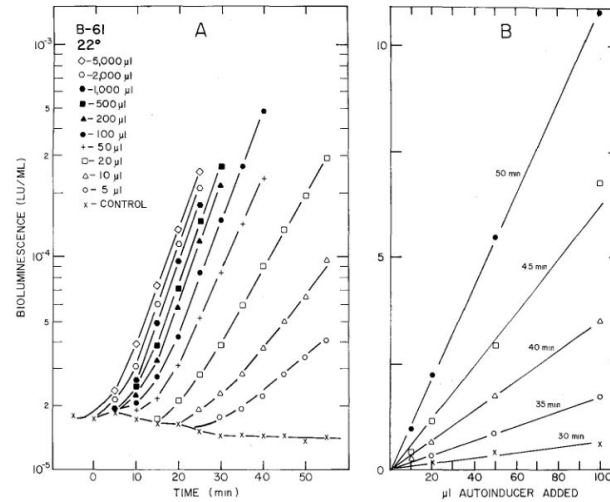 A
B-61
22°
◇-5,000 µl
○-2,000 µl
●-1,000 µl
■-500 µl
▲-200 µl
●-100 µl
+-50 µl
□-20 µl
△-10 µl
○-5 µl
x-CONTROL
10⁻³
5
2
10⁻⁴
5
2
10⁻⁵
BIOLUMINESCENCE (LU/ML)
0 10 20 30 40 50
TIME (min)
B
10
5
0
50 min
45 min
40 min
35 min
30 min
0 20 40 60 80 100
µl AUTOINDUCER ADDED